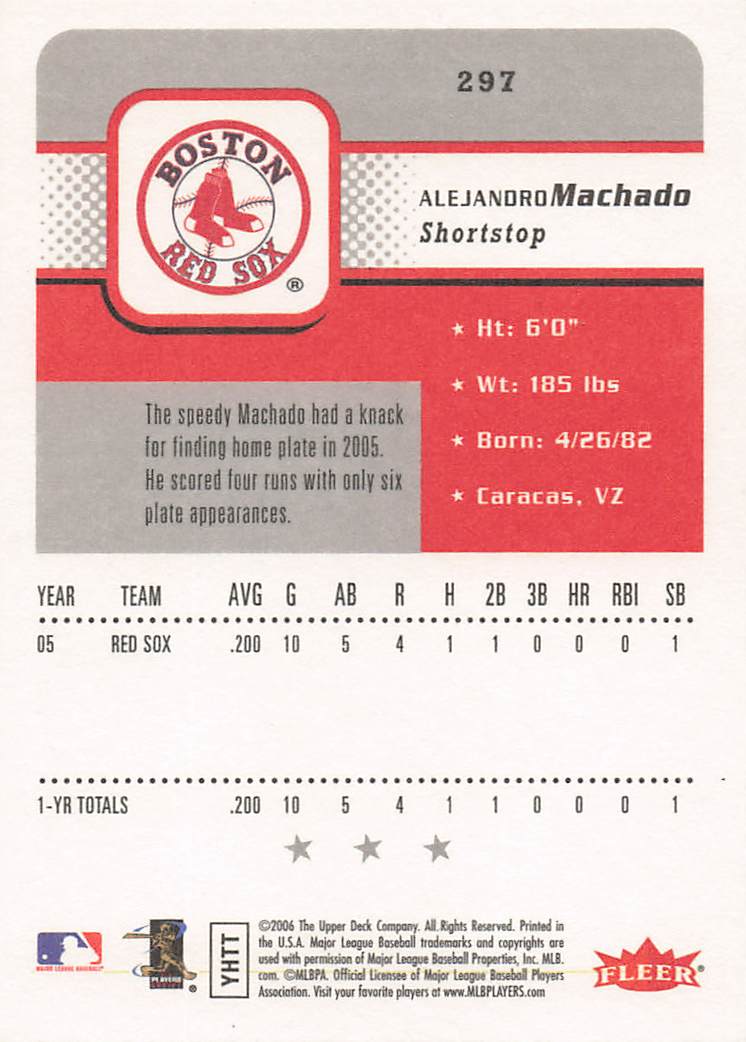 297
BOSTON
RED SOX
®
ALEJANDRO Machado
Shortstop
★ Ht: 6'0"
★ Wt: 185 lbs
★ Born: 4/26/82
★ Caracas, VZ
The speedy Machado had a knack
for finding home plate in 2005.
He scored four runs with only six
plate appearances.
YEAR TEAM AVG G AB R H 2B 3B HR RBI SB
05 RED SOX .200 10 5 4 1 1 0 0 0 1
1-YR TOTALS .200 10 5 4 1 1 0 0 0 1
MAJOR LEAGUE BASEBALL
PLAYERS
®
YHTT
©2006 The Upper Deck Company. All Rights Reserved. Printed in
the U.S.A. Major League Baseball trademarks and copyrights are
used with permission of Major League Baseball Properties, Inc. MLB.
com. ©MLBPA. Official Licensee of Major League Baseball Players
Association. Visit your favorite players at www.MLBPLAYERS.com
FLEER®